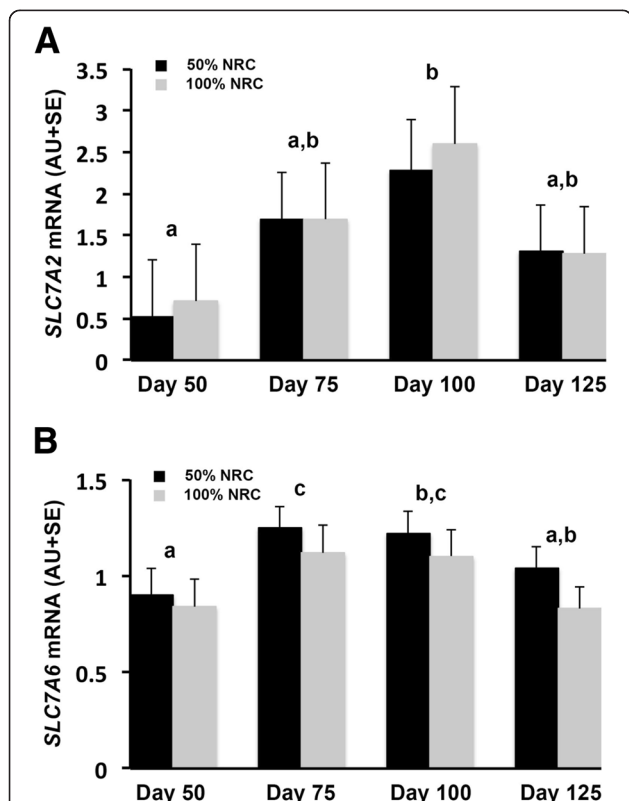 A
SLC7A2 mRNA (AU+SE)
50% NRC
100% NRC
3.5
3
2.5
2
1.5
1
0.5
0
a
a,b
b
a,b
Day 50 Day 75 Day 100 Day 125
B
SLC7A6 mRNA (AU+SE)
50% NRC
100% NRC
1.5
1
0.5
0
a
c
b,c
a,b
Day 50 Day 75 Day 100 Day 125